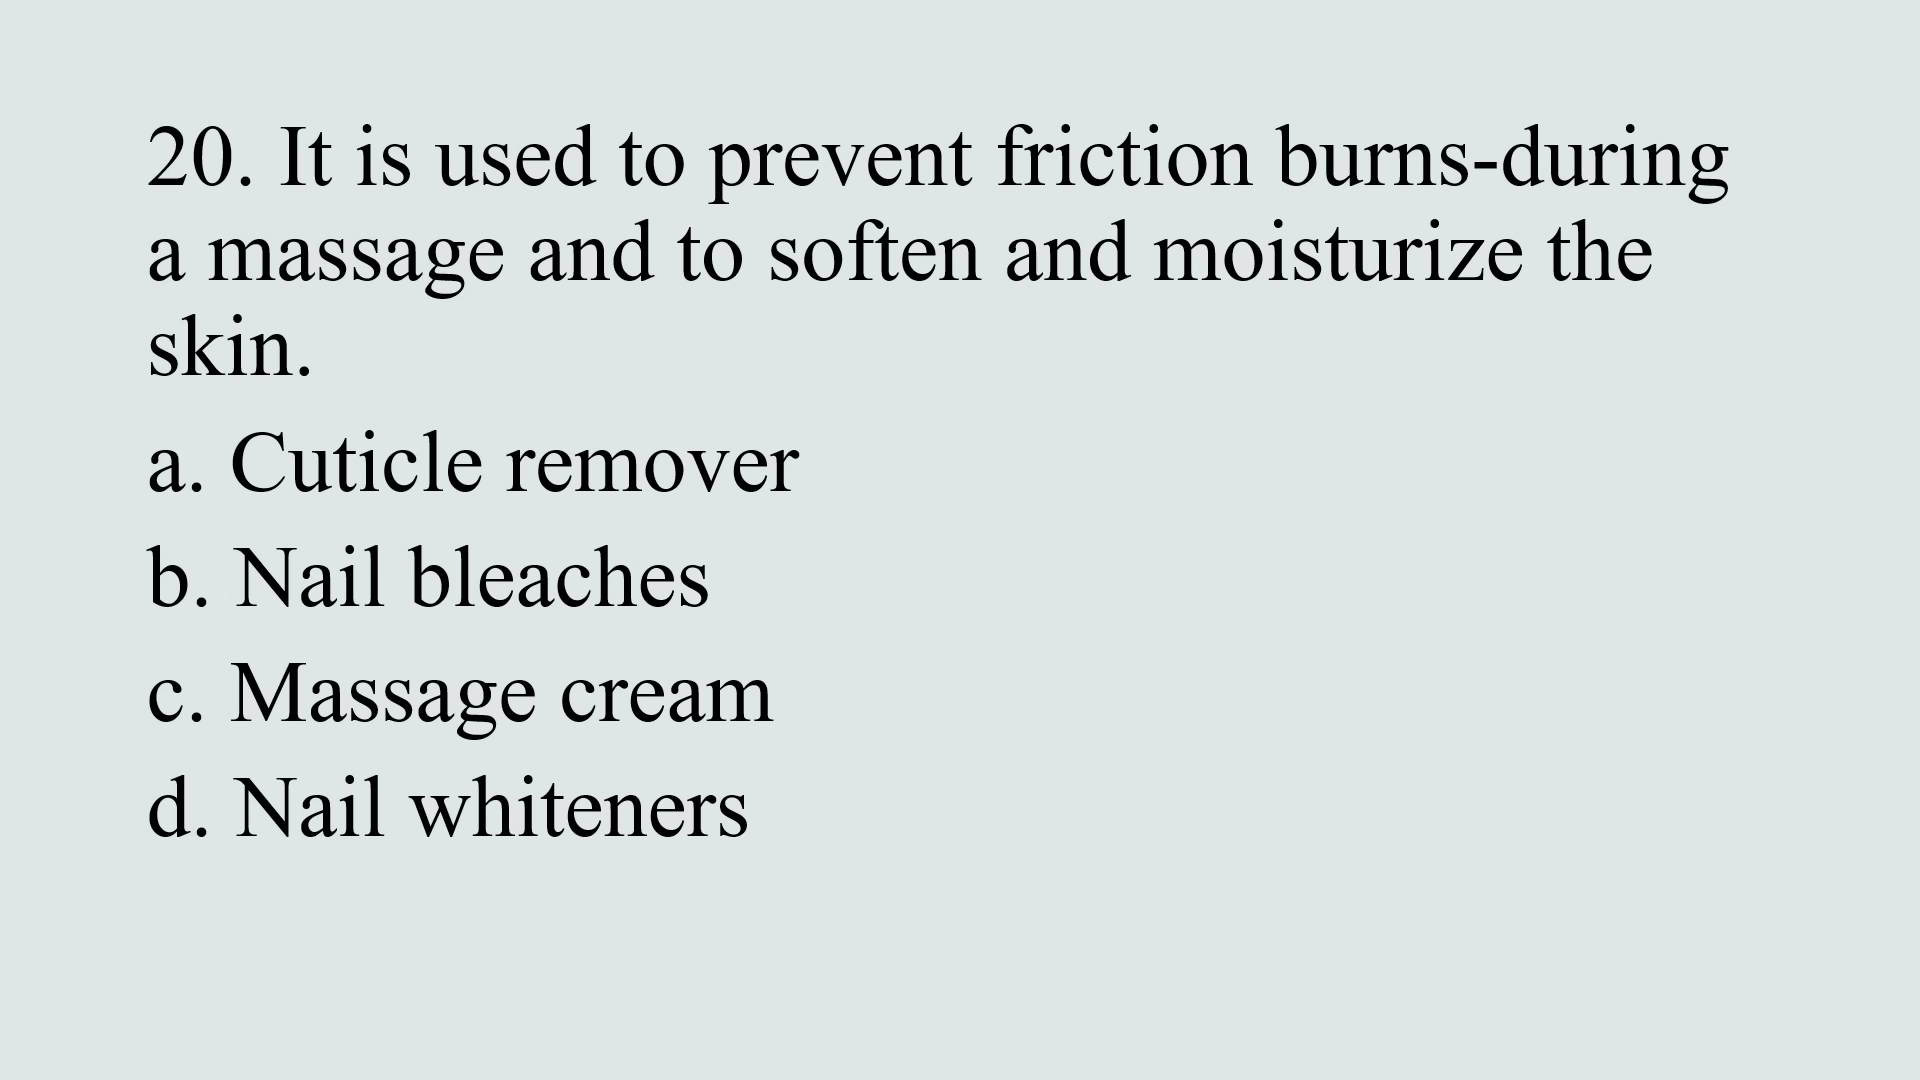 20. It is used to prevent friction burns-during
a massage and to soften and moisturize the
skin.
a. Cuticle remover
b. Nail bleaches
c. Massage cream
d. Nail whiteners